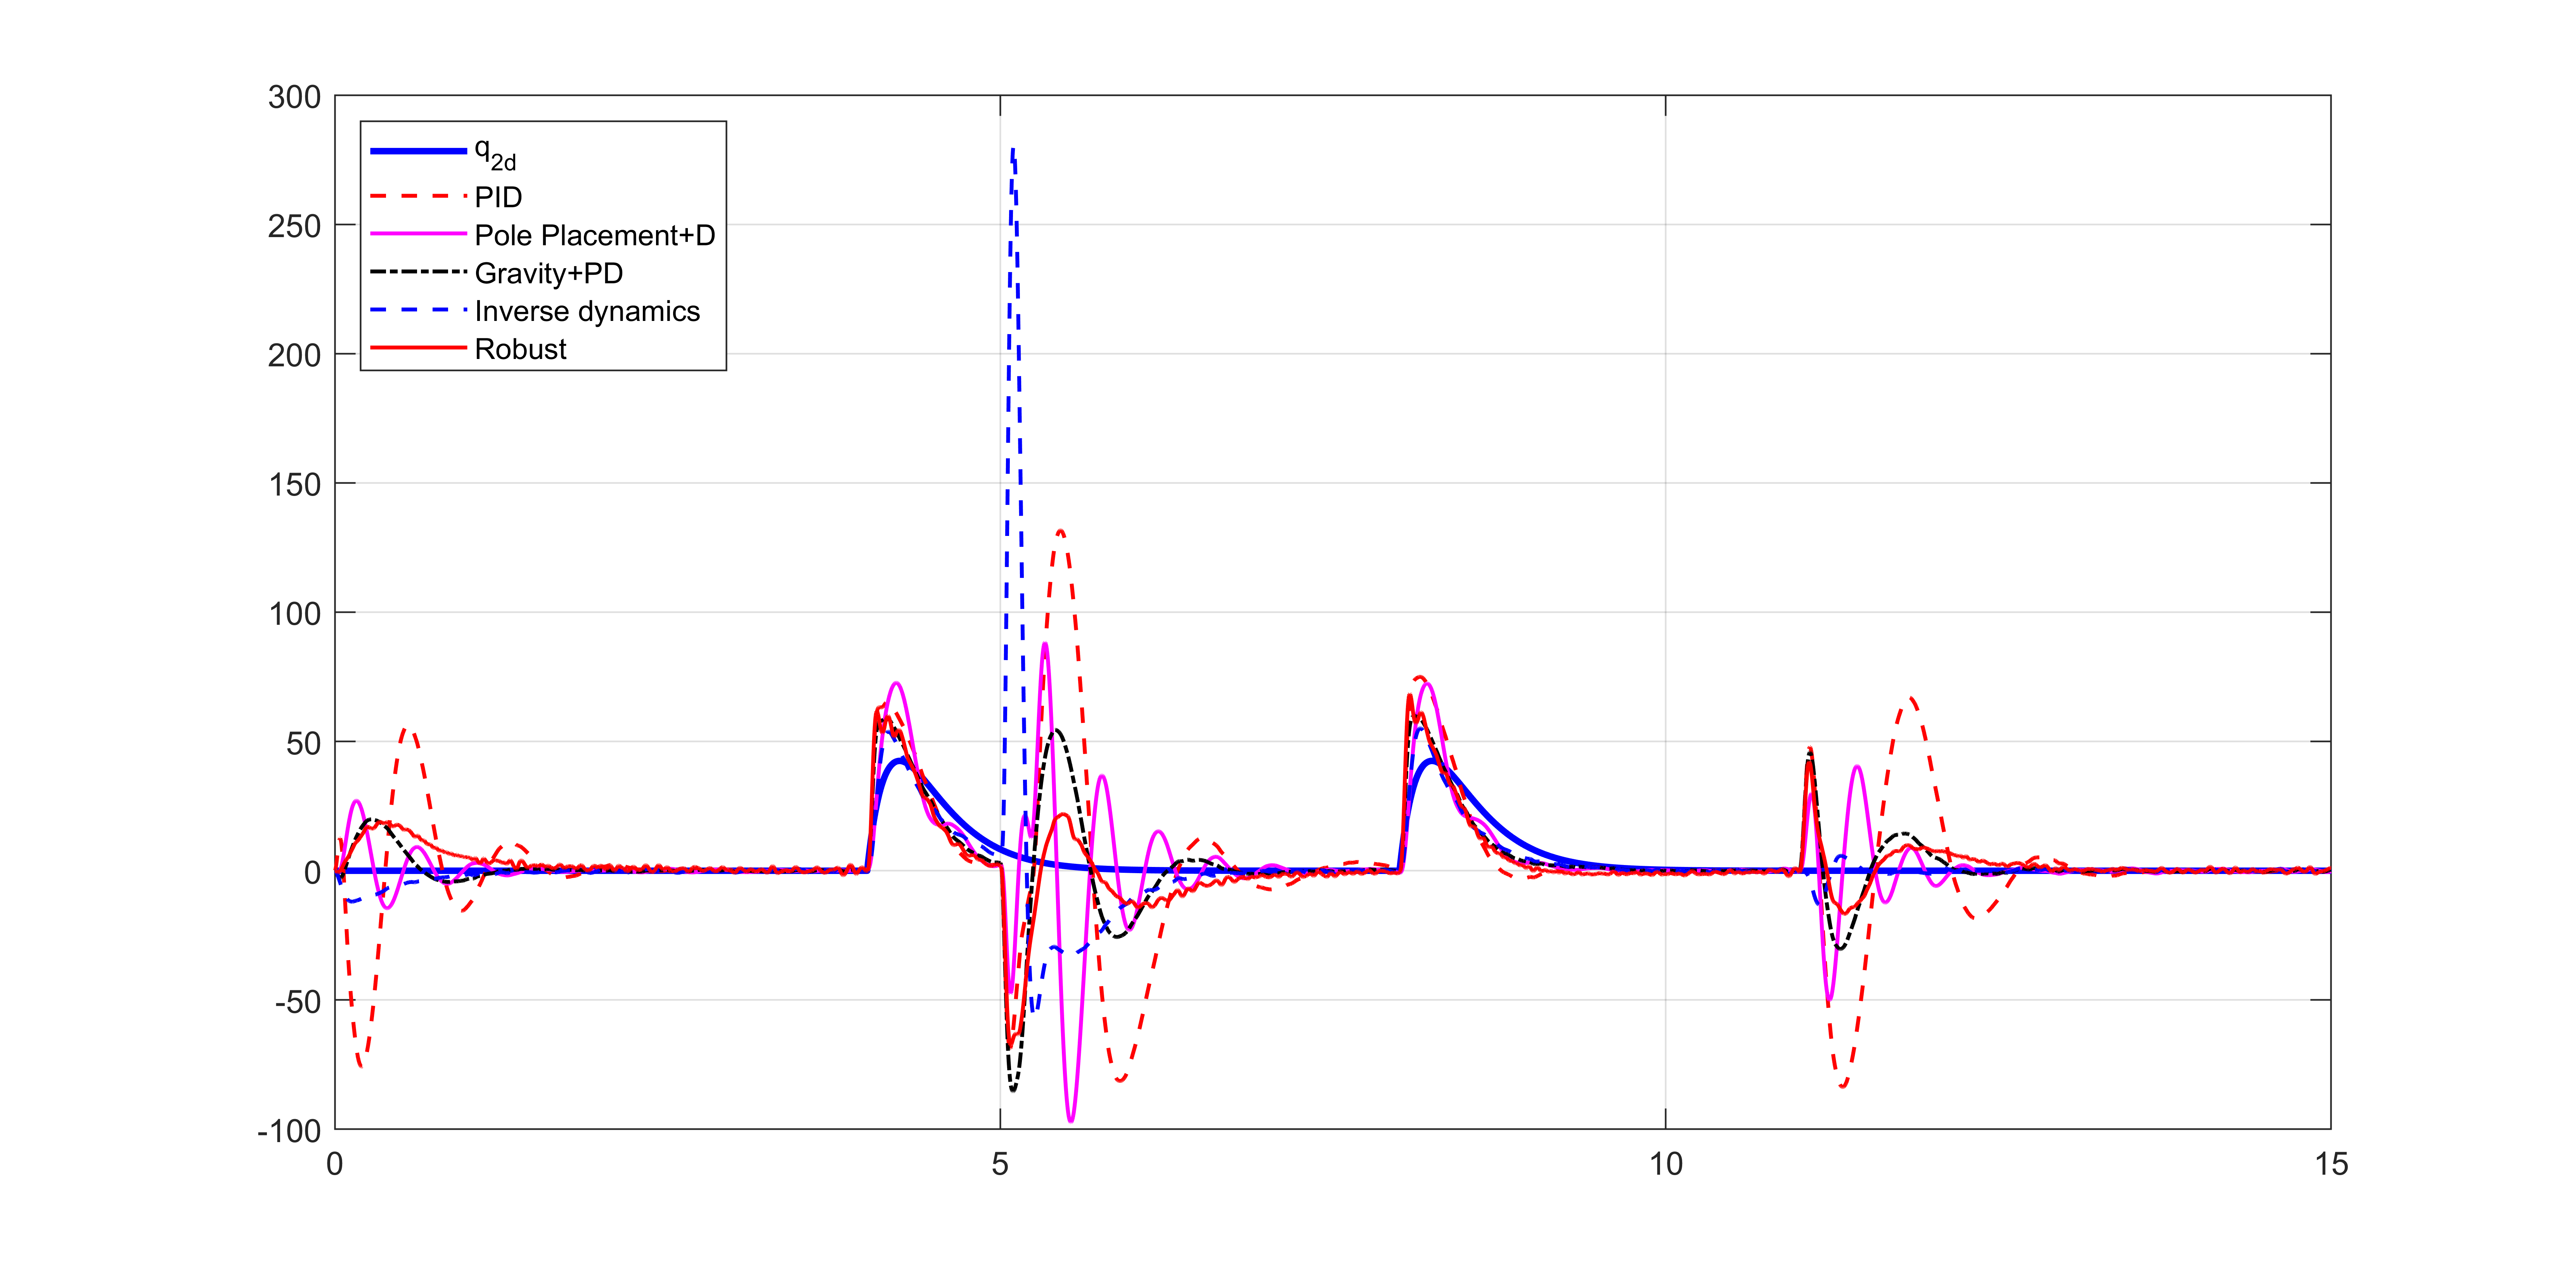 300
250
200
150
100
50
0
-50
-100
0
5
10
15
q2d
PID
Pole Placement+D
Gravity+PD
Inverse dynamics
Robust